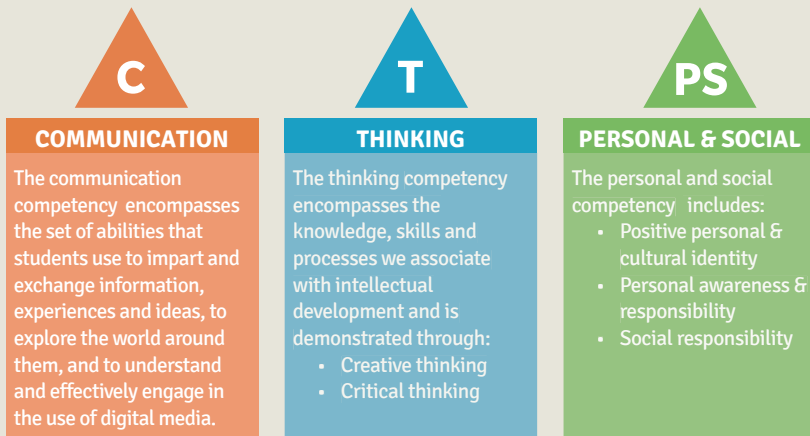 C
COMMUNICATION
The communication
competency encompasses
the set of abilities that
students use to impart and
exchange information,
experiences and ideas, to
explore the world around
them, and to understand
and effectively engage in
the use of digital media.
T
THINKING
The thinking competency
encompasses the
knowledge, skills and
processes we associate
with intellectual
development and is
demonstrated through:
• Creative thinking
• Critical thinking
PS
PERSONAL & SOCIAL
The personal and social
competency includes:
• Positive personal &
cultural identity
• Personal awareness &
responsibility
• Social responsibility